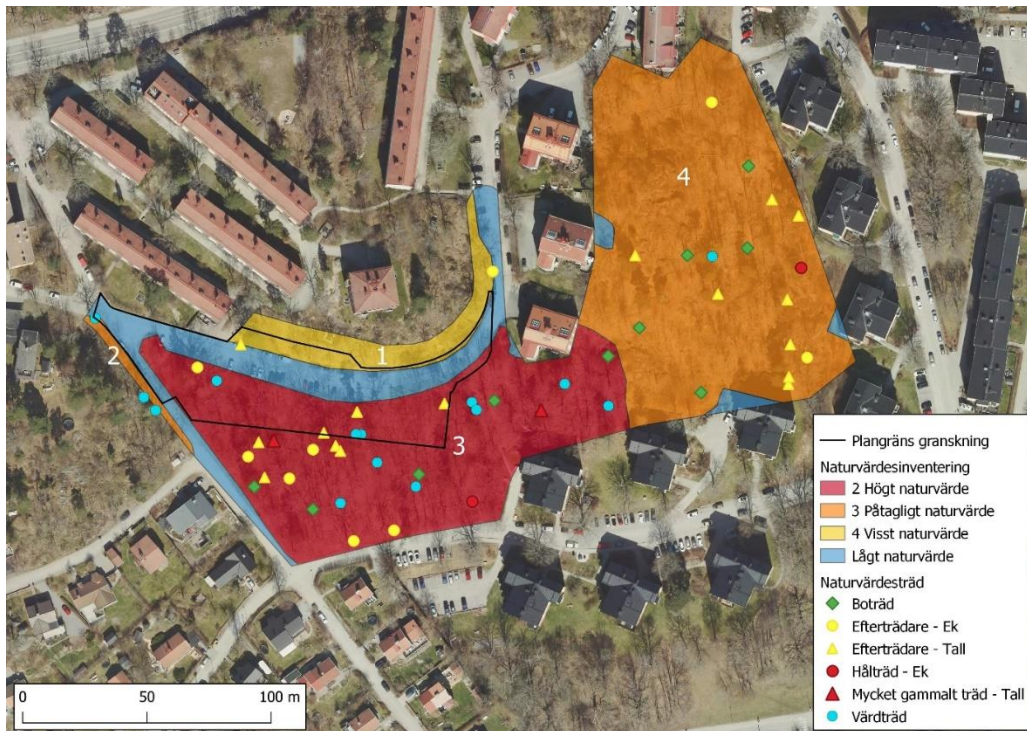 4
1
2
3
Plangräns granskning
Naturvärdesinventering
2 Högt naturvärde
3 Påtagligt naturvärde
4 Visst naturvärde
Lågt naturvärde
Naturvärdesträd
Boträd
Efterträdare - Ek
Efterträdare - Tall
Hålträd - Ek
Mycket gammalt träd - Tall
Värdträd
0 50 100 m